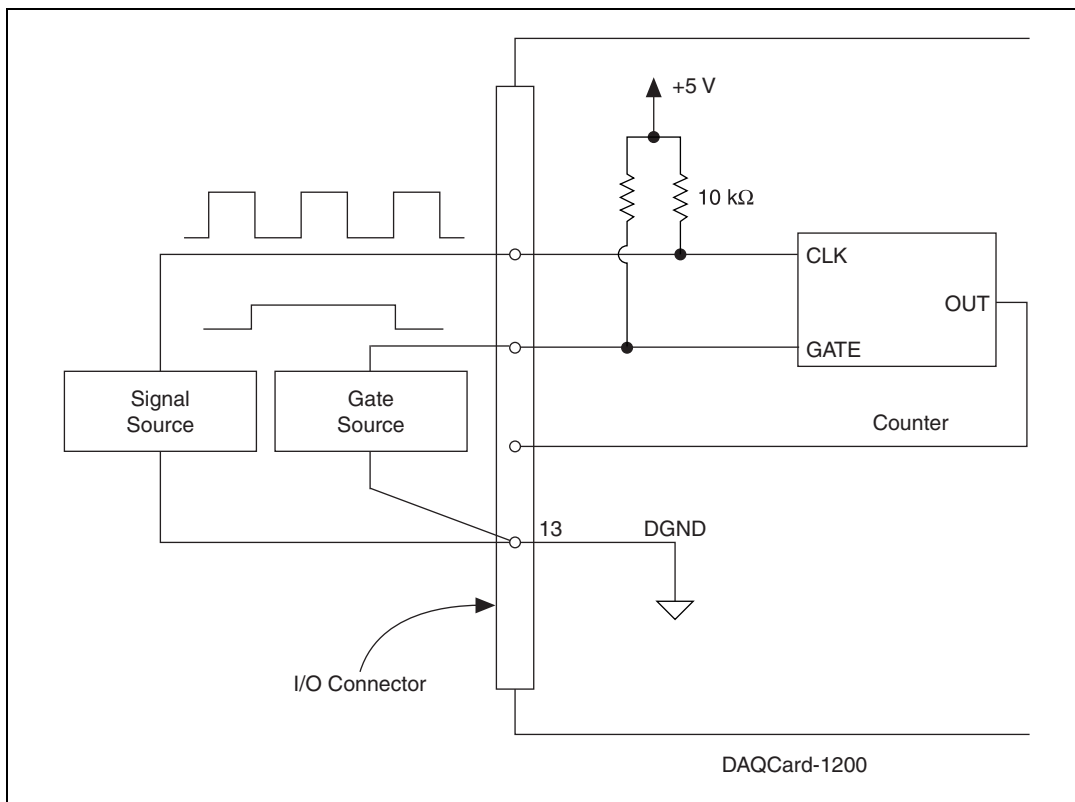 +5 V
10 kΩ
CLK
OUT
GATE
Signal
Source
Gate
Source
Counter
13
DGND
I/O Connector
DAQCard-1200